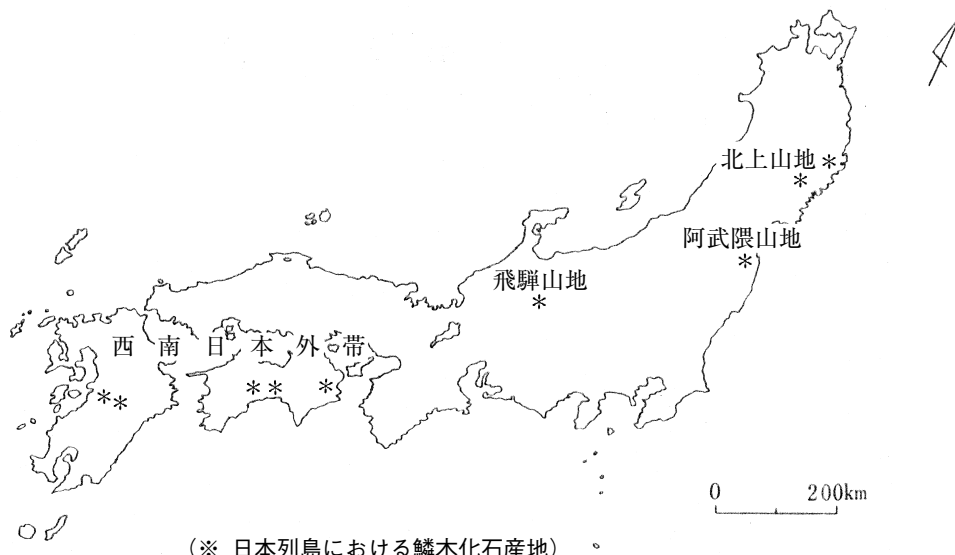 北上山地
阿武隈山地
飛騨山地
西南日本外帯
0 200km
(※ 日本列島における鱗木化石産地)